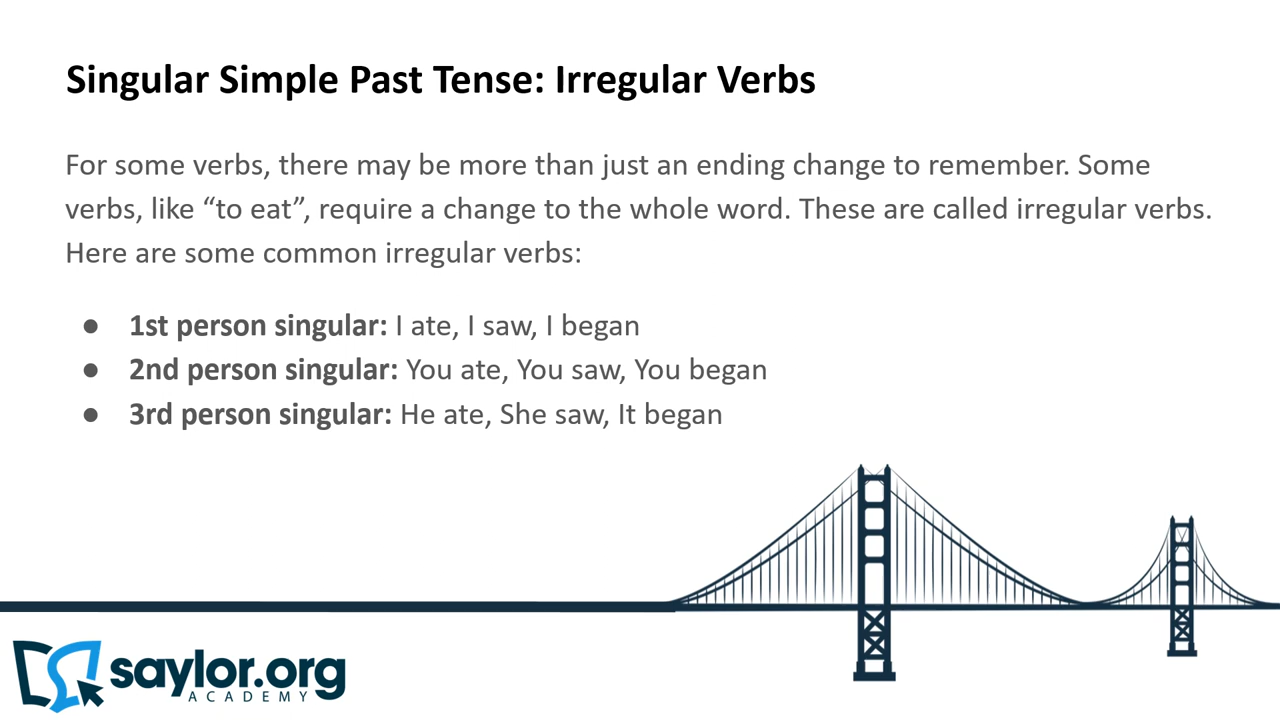 Singular Simple Past Tense: Irregular Verbs
For some verbs, there may be more than just an ending change to remember. Some
verbs, like “to eat”, require a change to the whole word. These are called irregular verbs.
Here are some common irregular verbs:
● 1st person singular: I ate, I saw, I began
● 2nd person singular: You ate, You saw, You began
● 3rd person singular: He ate, She saw, It began
saylor.org
ACADEMY